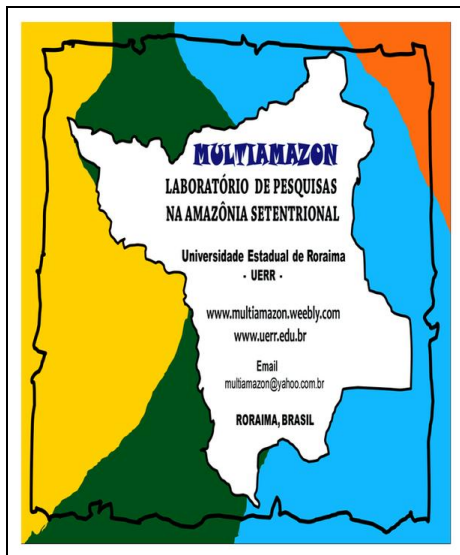 MULTIAMAZON
LABORATÓRIO DE PESQUISAS
NA AMAZÔNIA SETENTRIONAL
Universidade Estadual de Roraima
- UERR -
www.multiamazon.weebly.com
www.uerr.edu.br
Email
multiamazon@yahoo.com.br
RORAIMA, BRASIL